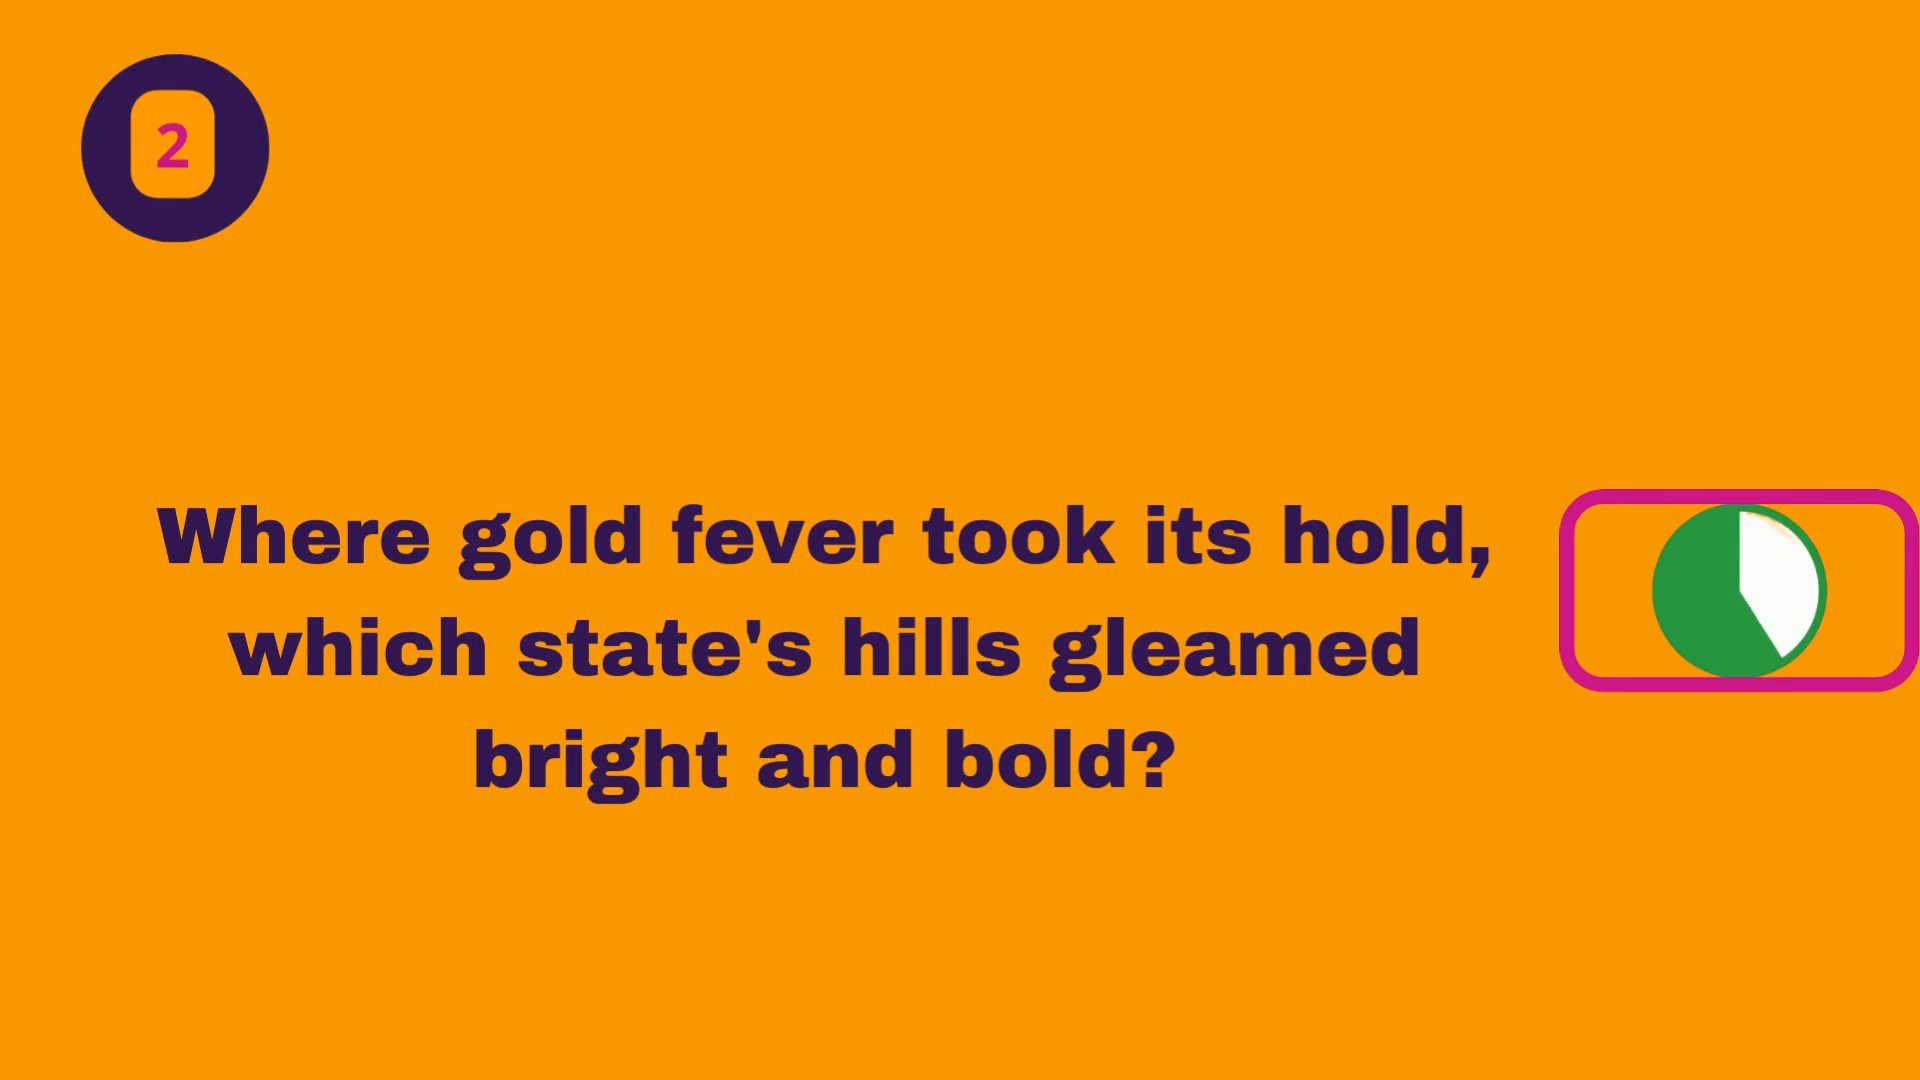 2
Where gold fever took its hold,
which state's hills gleamed
bright and bold?